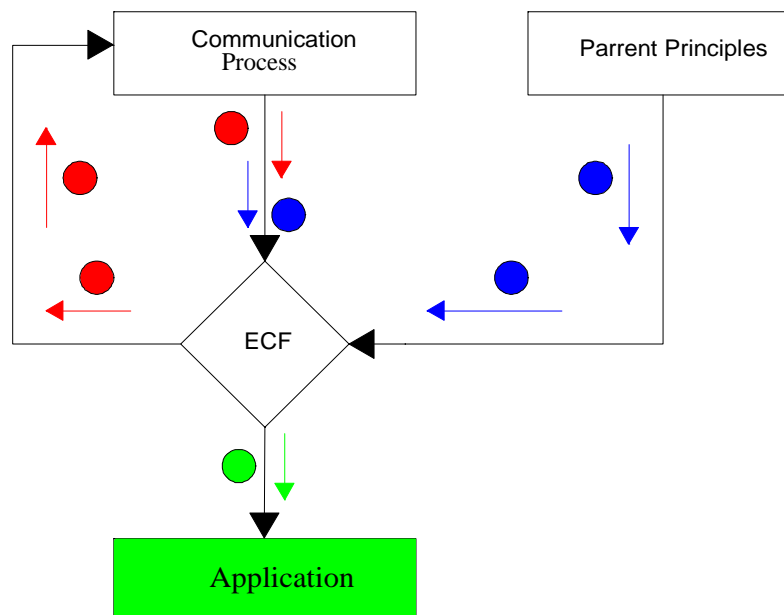 Communication
Process
Parrent Principles
ECF
Application